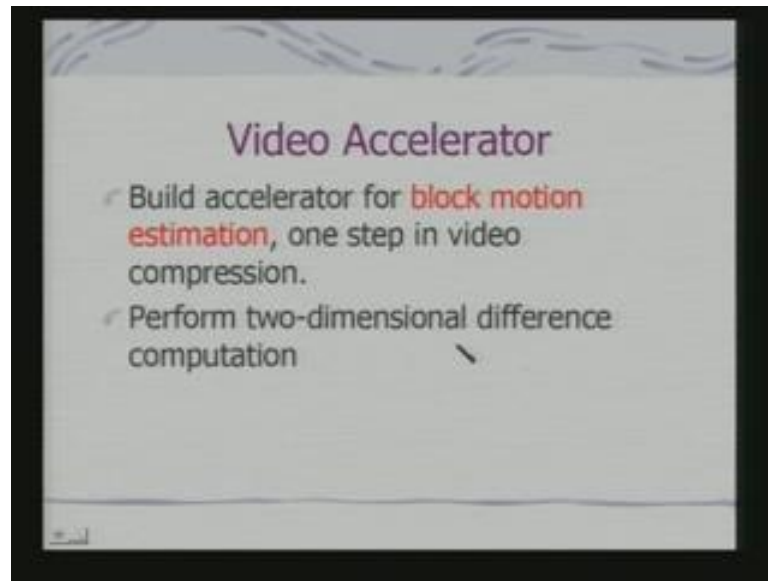 Video Accelerator
Build accelerator for block motion
estimation, one step in video
compression.
Perform two-dimensional difference
computation